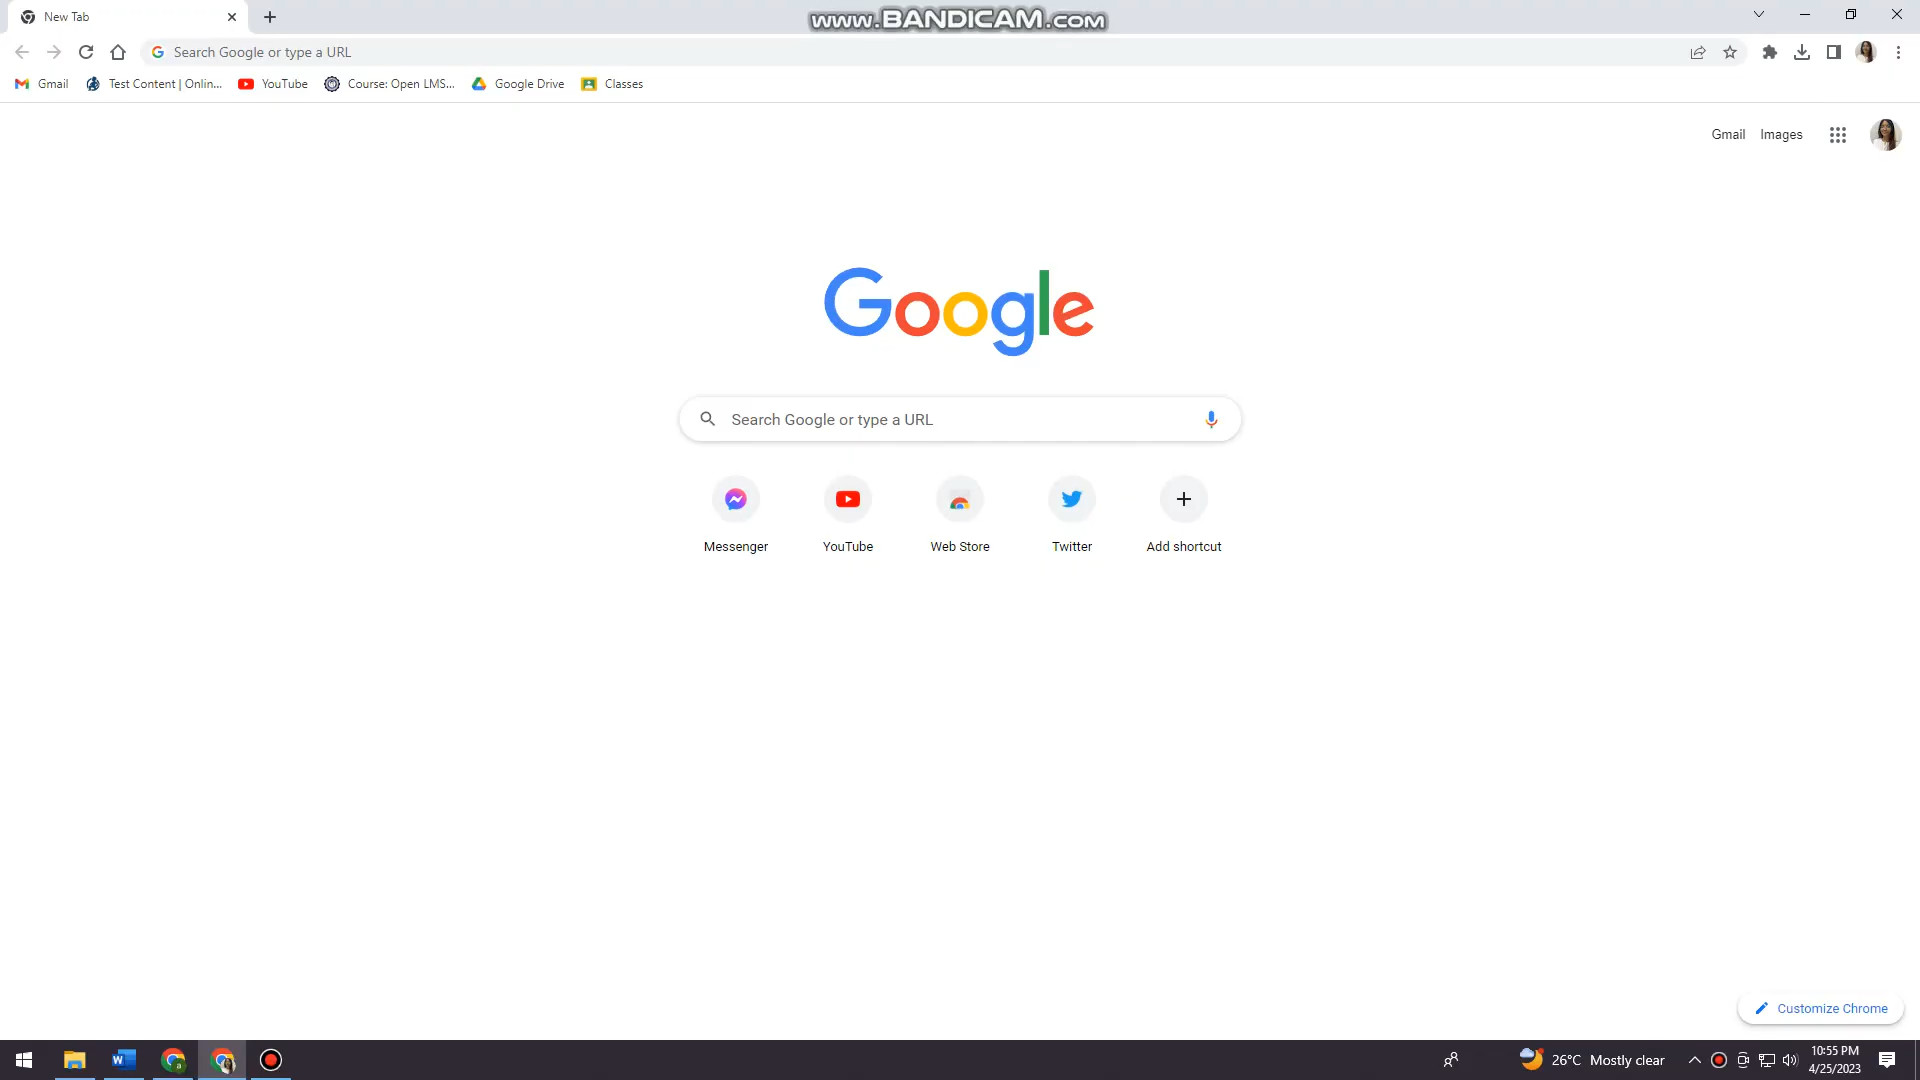 New Tab
www.BANDICAM.com
Search Google or type a URL
Gmail
Test Content | Onlin...
YouTube
Course: Open LMS...
Google Drive
Classes
Gmail
Images
Google
Search Google or type a URL
Messenger
YouTube
Web Store
Twitter
Add shortcut
Customize Chrome
26°C Mostly clear
10:55 PM
4/25/2023